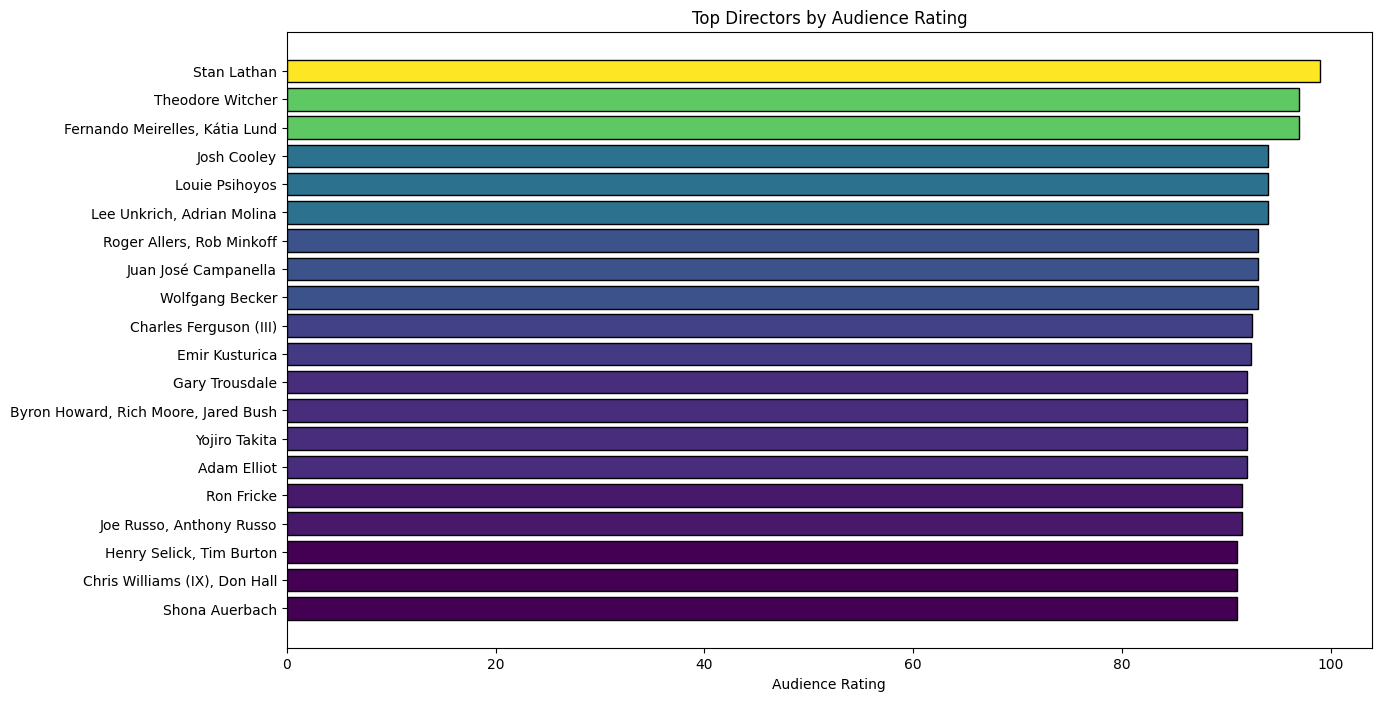 Top Directors by Audience Rating
Stan Lathan
Theodore Witcher
Fernando Meirelles, Kátia Lund
Josh Cooley
Louie Psihoyos
Lee Unkrich, Adrian Molina
Roger Allers, Rob Minkoff
Juan José Campanella
Wolfgang Becker
Charles Ferguson (III)
Emir Kusturica
Gary Trousdale
Byron Howard, Rich Moore, Jared Bush
Yojiro Takita
Adam Elliot
Ron Fricke
Joe Russo, Anthony Russo
Henry Selick, Tim Burton
Chris Williams (IX), Don Hall
Shona Auerbach
0 20 40 60 80 100
Audience Rating